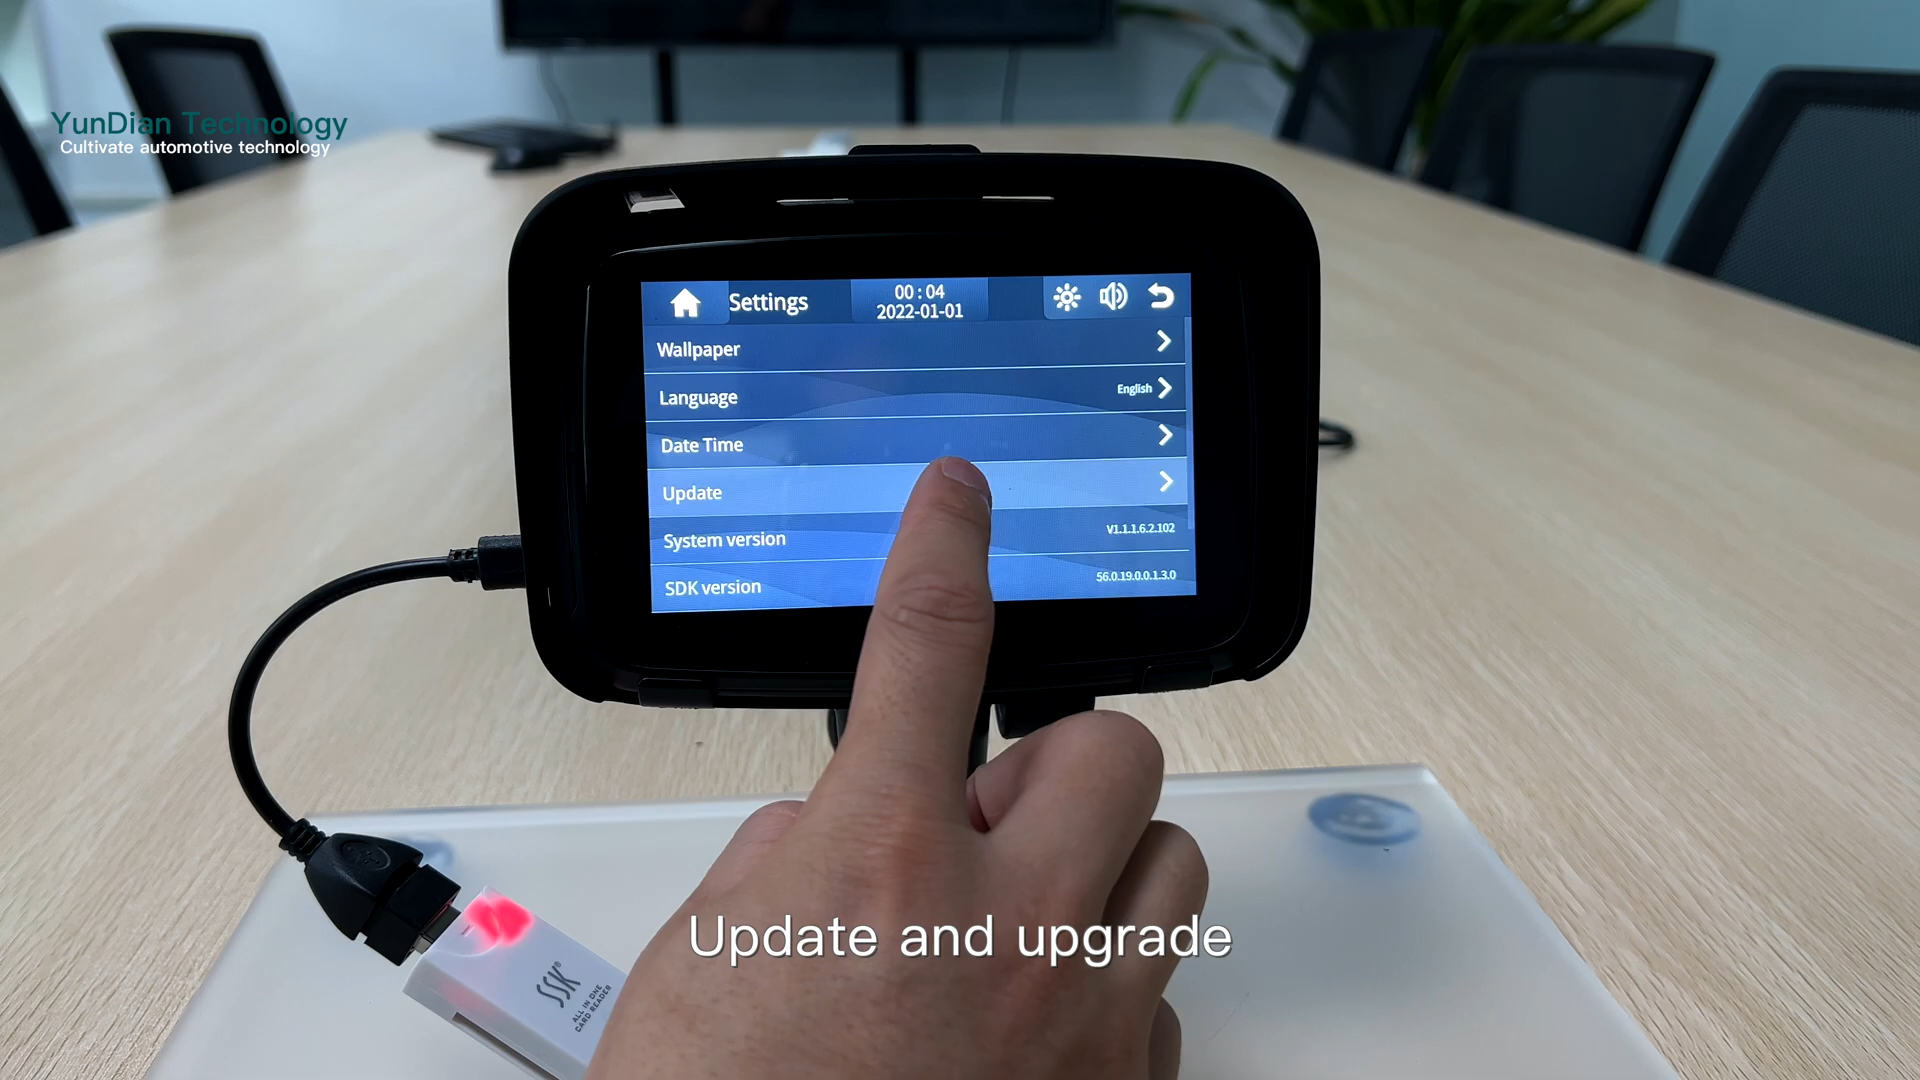 YunDian Technology
Cultivate automotive technology
Settings
00 : 04
2022-01-01
Wallpaper
Language
English
Date Time
Update
System version
V1.1.1.6.2.102
SDK version
56.0.19.0.0.1.3.0
SSK®
ALL IN ONE
CARD READER
Update and upgrade